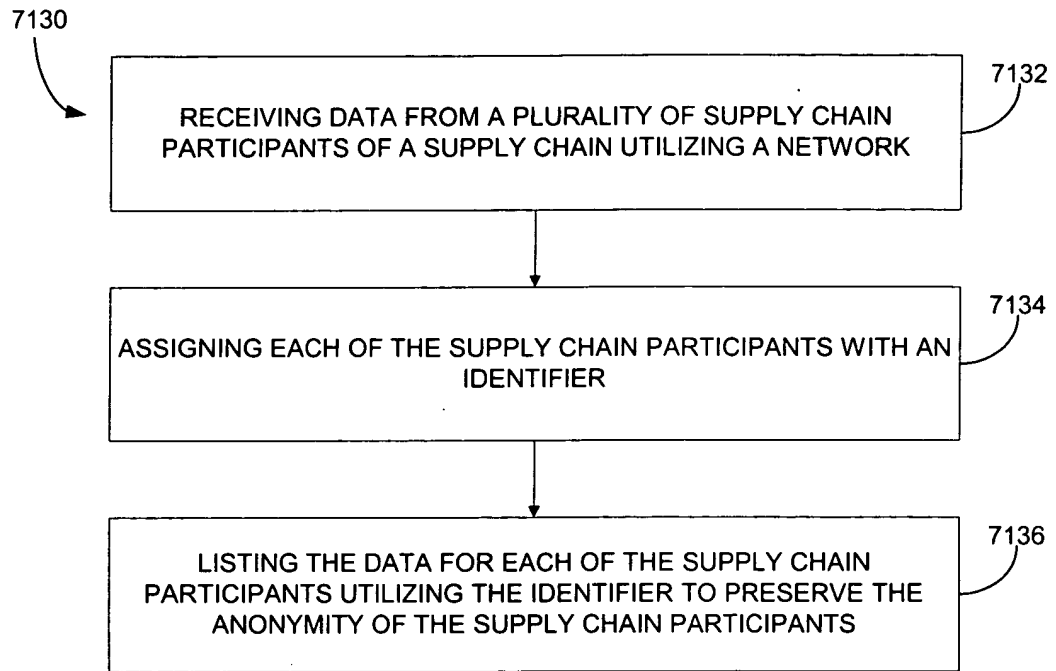 7130
7132
RECEIVING DATA FROM A PLURALITY OF SUPPLY CHAIN
PARTICIPANTS OF A SUPPLY CHAIN UTILIZING A NETWORK
7134
ASSIGNING EACH OF THE SUPPLY CHAIN PARTICIPANTS WITH AN
IDENTIFIER
7136
LISTING THE DATA FOR EACH OF THE SUPPLY CHAIN
PARTICIPANTS UTILIZING THE IDENTIFIER TO PRESERVE THE
ANONYMITY OF THE SUPPLY CHAIN PARTICIPANTS